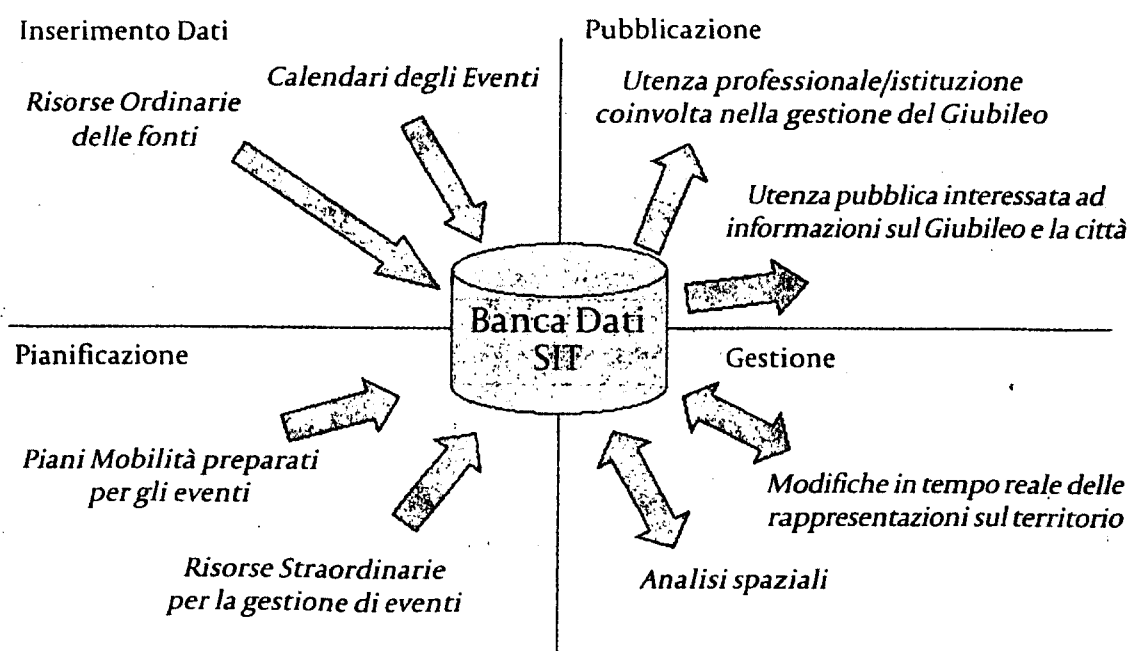 Inserimento Dati
Calendari degli Eventi
Risorse Ordinarie
delle fonti
Pubblicazione
Utenza professionale/istituzione
coinvolta nella gestione del Giubileo
Utenza pubblica interessata ad
informazioni sul Giubileo e la città
Banca Dati
SIT
Pianificazione
Piani Mobilità preparati
per gli eventi
Risorse Straordinarie
per la gestione di eventi
Gestione
Modifiche in tempo reale delle
rappresentazioni sul territorio
Analisi spaziali